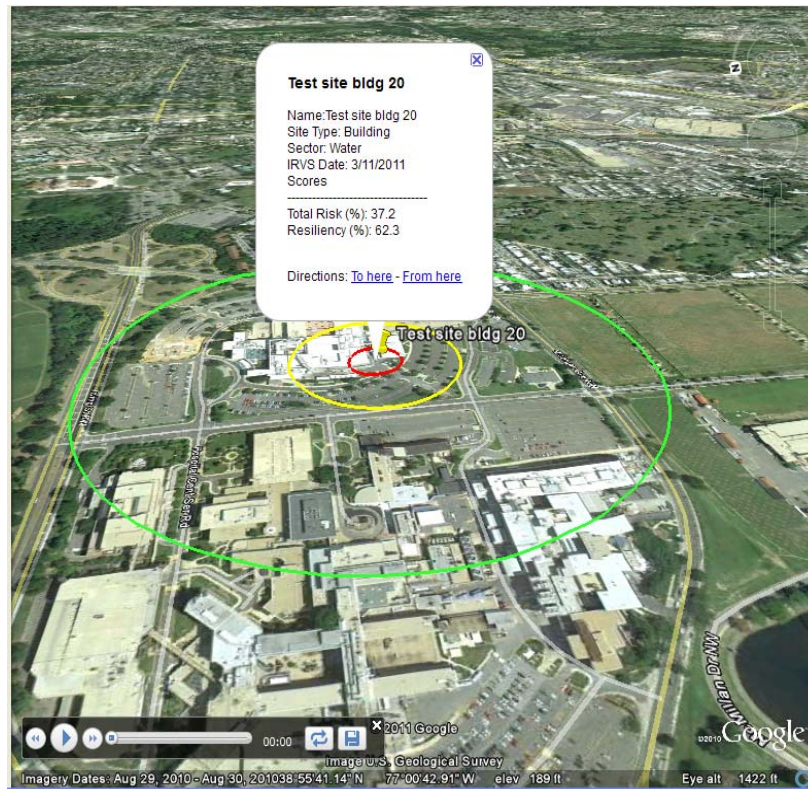 Test site bldg 20
Name:Test site bldg 20
Site Type: Building
Sector: Water
IRVS Date: 3/11/2011
Scores
-----------------------------------
Total Risk (%): 37.2
Resiliency (%): 62.3
Directions: To here - From here
N
Test site bldg 20
McMillan Dr NW
00:00
©2011 Google
©2010 Google
Image U.S. Geological Survey
Imagery Dates: Aug 29, 2010 - Aug 30, 2010
38°55'41.14" N 77°00'42.91" W elev 189 ft
Eye alt 1422 ft